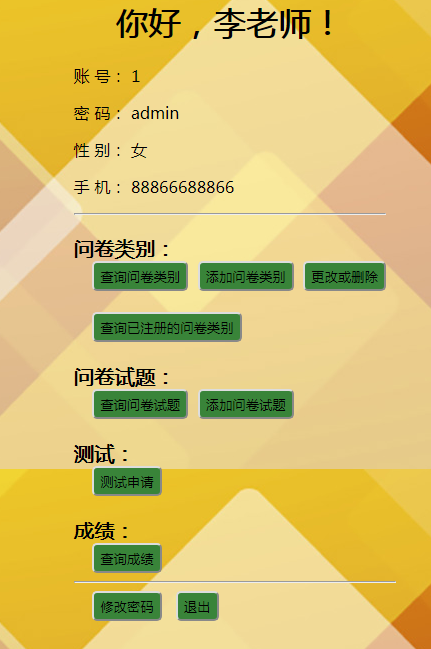 你好，李老师！
账 号： 1
密 码： admin
性 别： 女
手 机： 88866688866
问卷类别：
查询问卷类别 添加问卷类别 更改或删除
查询已注册的问卷类别
问卷试题：
查询问卷试题 添加问卷试题
测试：
测试申请
成绩：
查询成绩
修改密码 退出